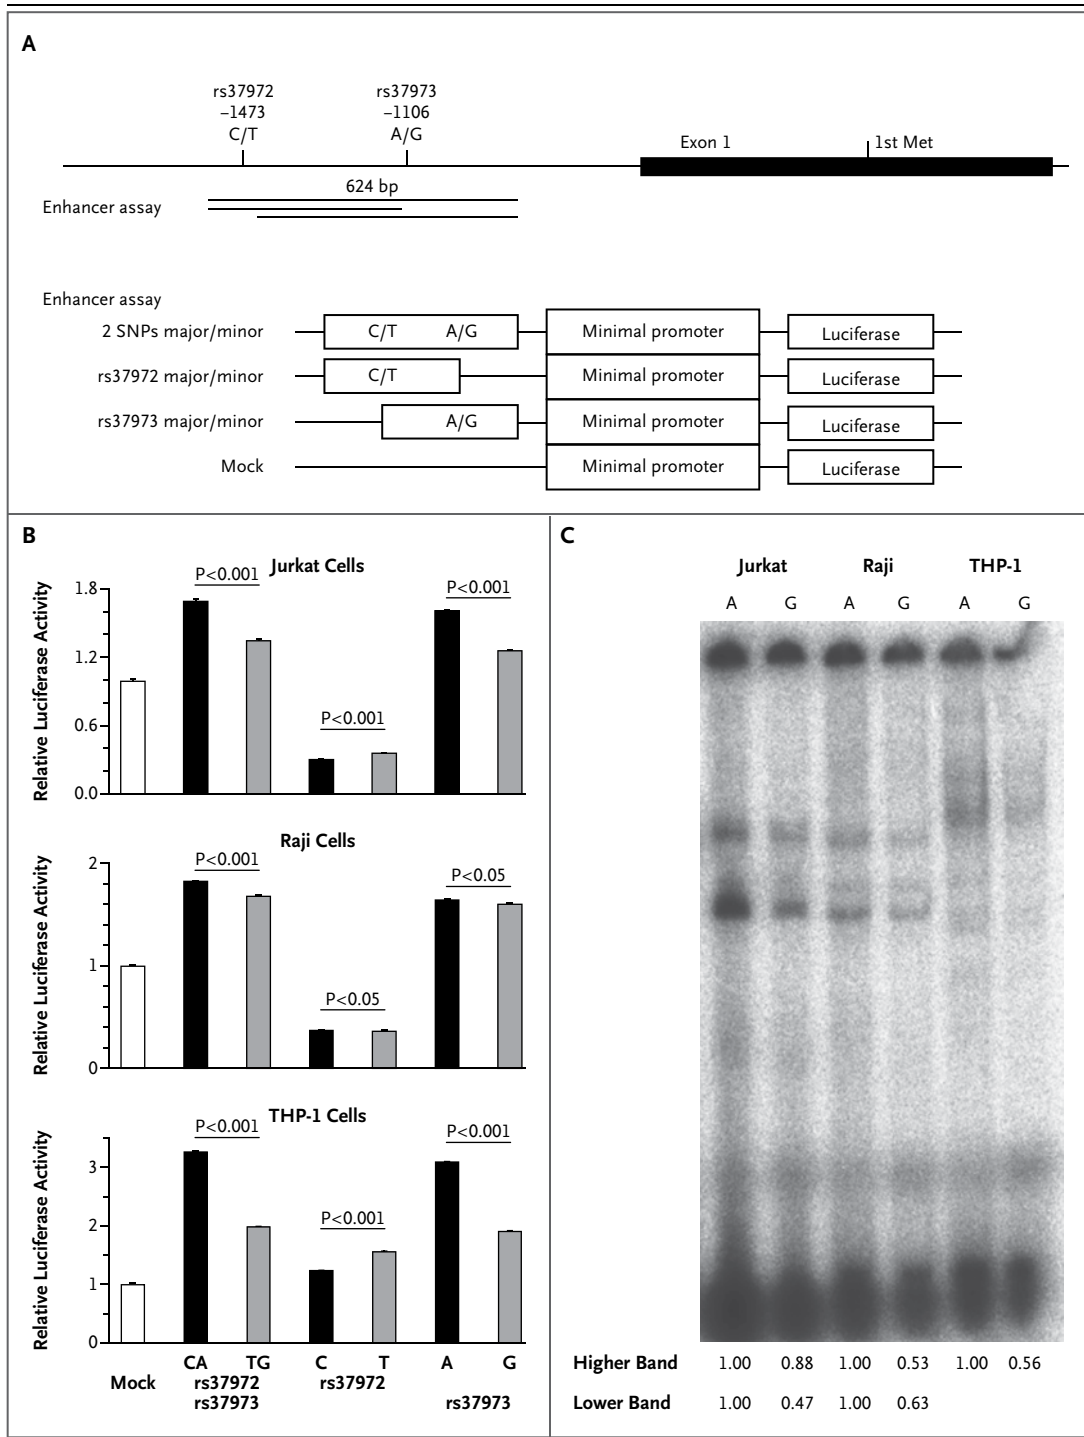 A
rs37972 rs37973
−1473 −1106
C/T A/G
Exon 1 1st Met
624 bp
Enhancer assay
Enhancer assay
2 SNPs major/minor C/T A/G Minimal promoter Luciferase
rs37972 major/minor C/T Minimal promoter Luciferase
rs37973 major/minor A/G Minimal promoter Luciferase
Mock Minimal promoter Luciferase
B
Jurkat Cells
Relative Luciferase Activity
1.8
1.2
0.6
0.0
P<0.001
P<0.001
P<0.001
Raji Cells
Relative Luciferase Activity
2
1
0
P<0.001
P<0.05
P<0.05
THP-1 Cells
Relative Luciferase Activity
3
2
1
0
P<0.001
P<0.001
P<0.001
CA TG C T A G
Mock rs37972 rs37972
rs37973 rs37973
C
Jurkat Raji THP-1
A G A G A G
Higher Band 1.00 0.88 1.00 0.53 1.00 0.56
Lower Band 1.00 0.47 1.00 0.63